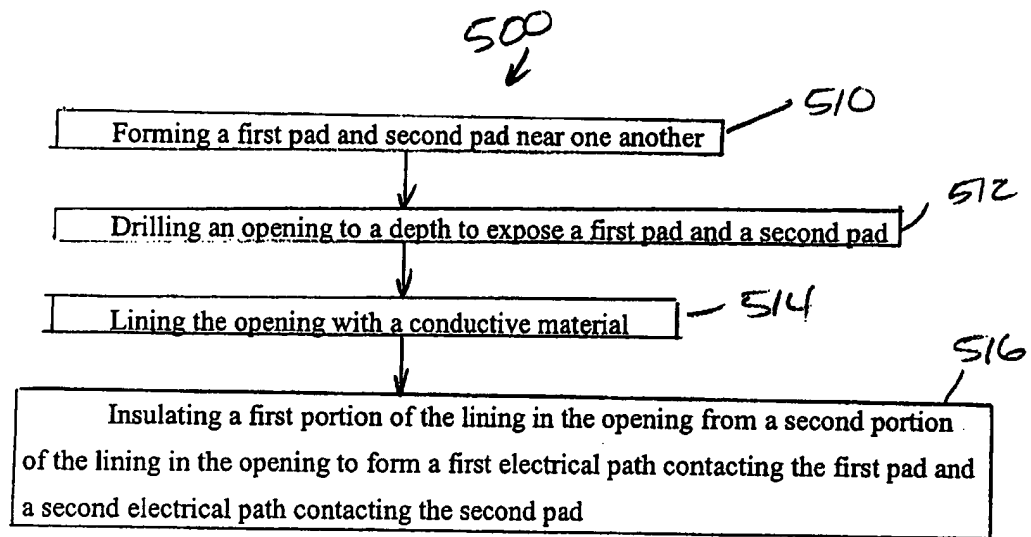 500
510
Forming a first pad and second pad near one another
512
Drilling an opening to a depth to expose a first pad and a second pad
514
Lining the opening with a conductive material
516
Insulating a first portion of the lining in the opening from a second portion
of the lining in the opening to form a first electrical path contacting the first pad and
a second electrical path contacting the second pad